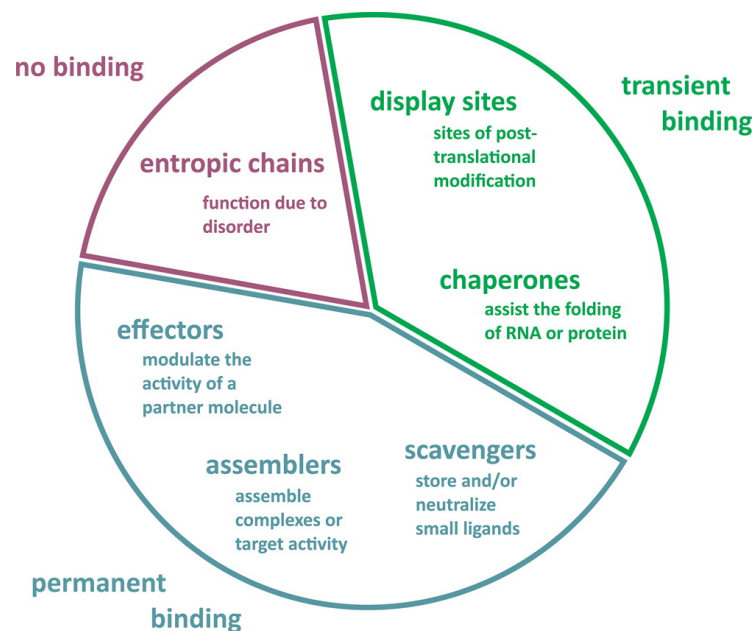 no binding
entropic chains
function due to
disorder
transient
binding
display sites
sites of post-
translational
modification
chaperones
assist the folding
of RNA or protein
effectors
modulate the
activity of a
partner molecule
assemblers
assemble
complexes or
target activity
scavengers
store and/or
neutralize
small ligands
permanent
binding